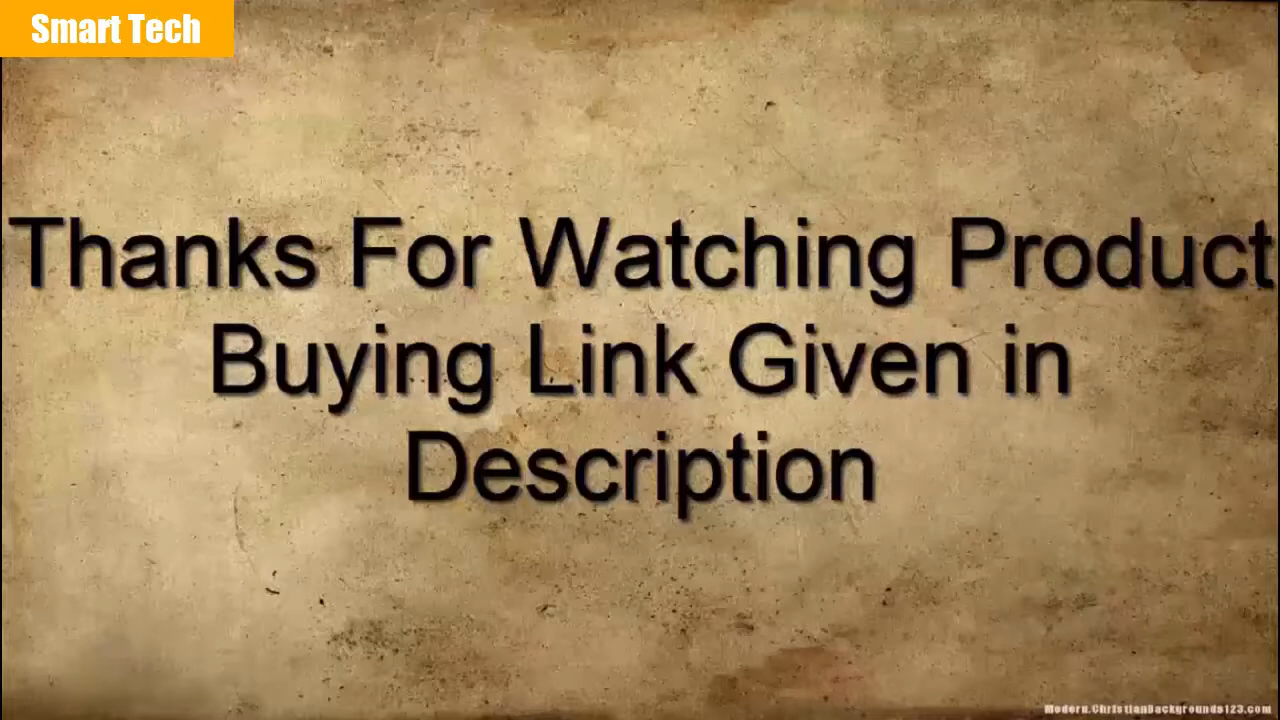 Smart Tech
Thanks For Watching Product
Buying Link Given in
Description
Modern.ChristianBackgrounds123.com